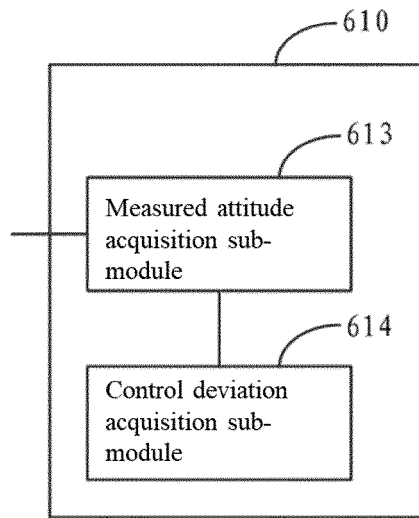 610
613
Measured attitude
acquisition sub-
module
614
Control deviation
acquisition sub-
module